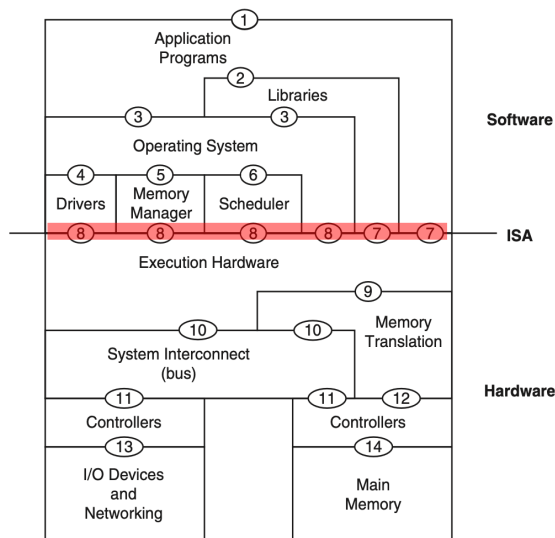 1
Application
Programs
2
Libraries
3
3
Software
Operating System
4
5
6
Drivers
Memory
Manager
Scheduler
8
8
8
8
7
7
ISA
Execution Hardware
9
10
10
Memory
Translation
System Interconnect
(bus)
Hardware
11
11
12
Controllers
Controllers
13
14
I/O Devices
and
Networking
Main
Memory